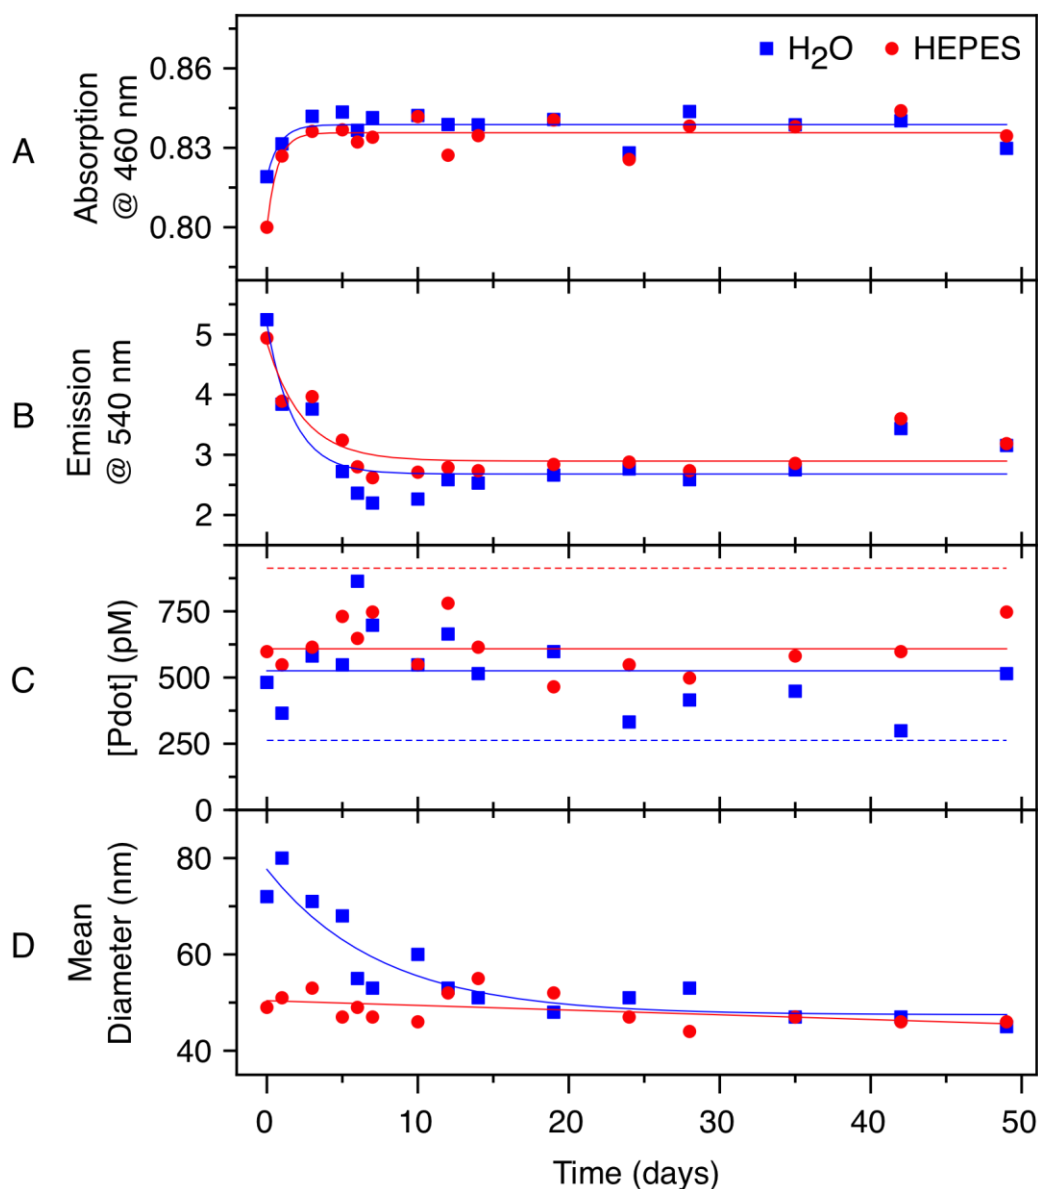 H₂O HEPES
A
Absorption
@ 460 nm
0.86
0.83
0.80
B
Emission
@ 540 nm
5
4
3
2
C
[Pdot] (pM)
750
500
250
0
D
Mean
Diameter (nm)
80
60
40
0 10 20 30 40 50
Time (days)